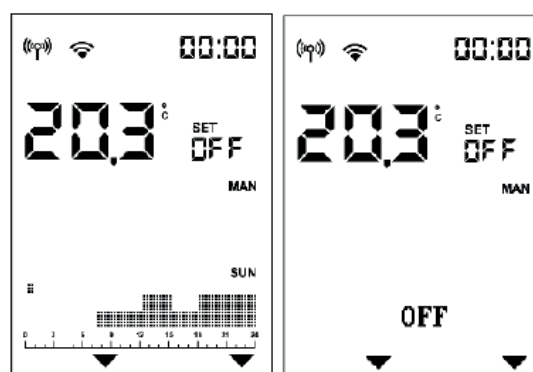 00:00
20.3 °C
SET
OFF
MAN
SUN
0 3 6 9 12 15 18 21 24
00:00
20.3 °C
SET
OFF
MAN
OFF